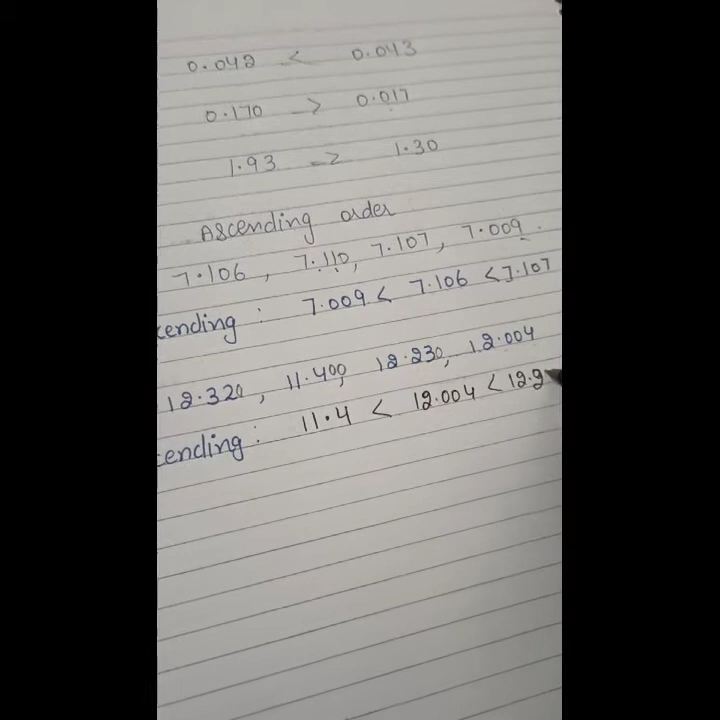 0.042 < 0.043
0.170 > 0.017
1.93 > 1.30
Ascending order
7.106 , 7.110, 7.107, 7.009
cending : 7.009 < 7.106 < 7.107
12.320 , 11.400, 12.230, 12.004
cending : 11.4 < 12.004 < 12.2